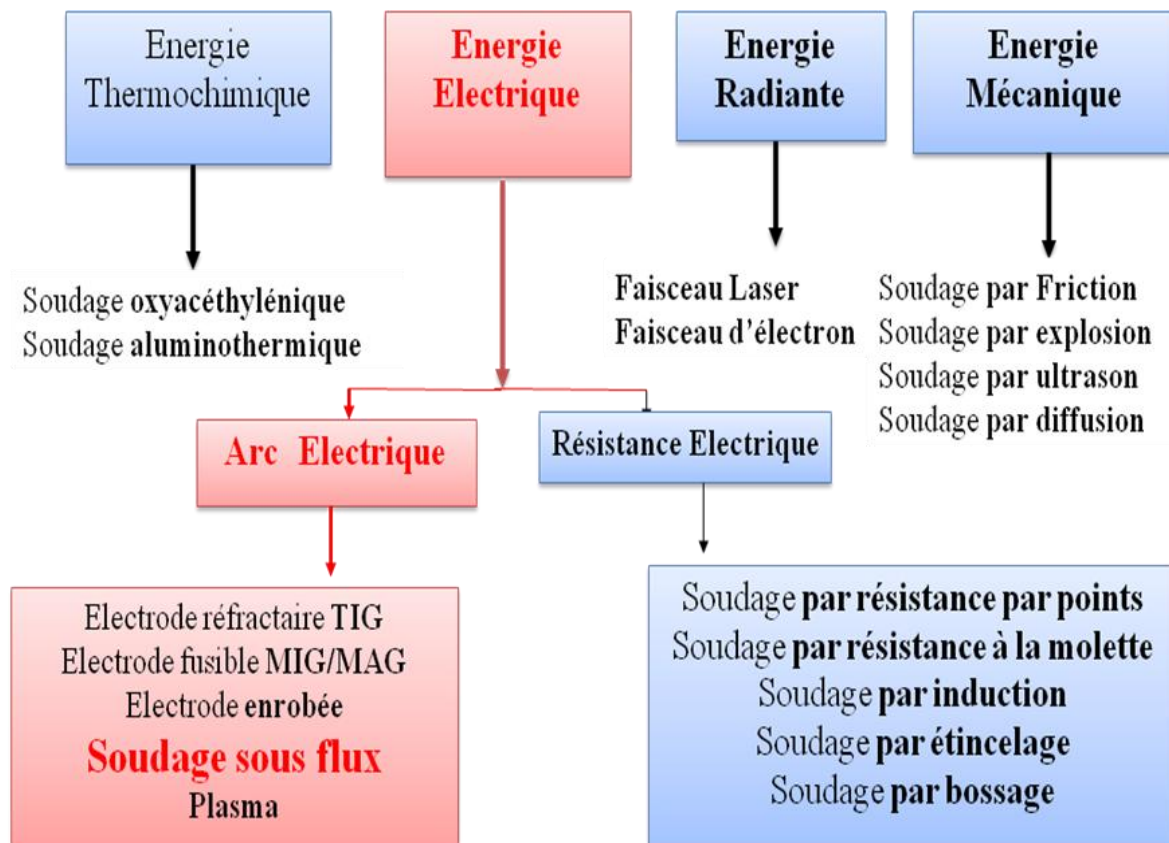 Energie
Thermochimique
Energie
Electrique
Energie
Radiante
Energie
Mécanique
Soudage oxyacéthylénique
Soudage aluminothermique
Faisceau Laser
Faisceau d’électron
Soudage par Friction
Soudage par explosion
Soudage par ultrason
Soudage par diffusion
Arc Electrique
Résistance Electrique
Electrode réfractaire TIG
Electrode fusible MIG/MAG
Electrode enrobée
Soudage sous flux
Plasma
Soudage par résistance par points
Soudage par résistance à la molette
Soudage par induction
Soudage par étincelage
Soudage par bossage